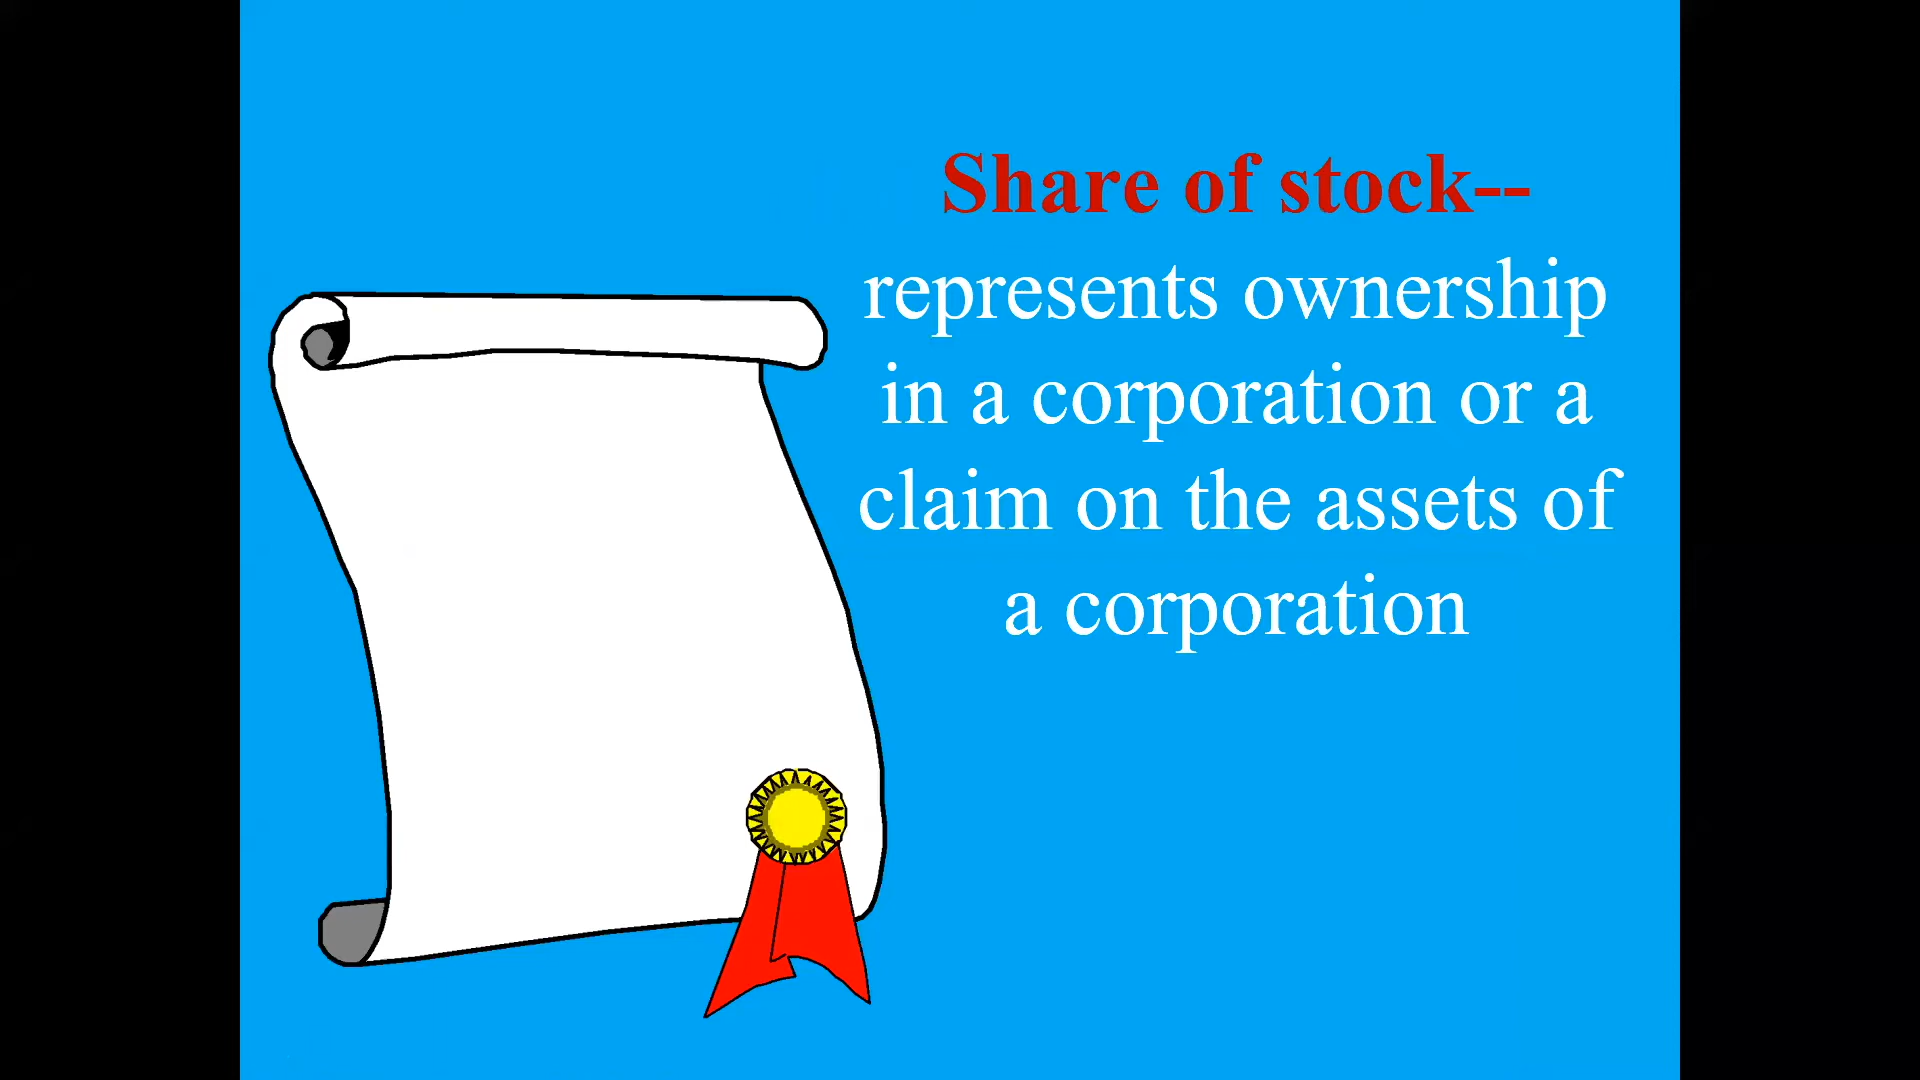 Share of stock--
represents ownership
in a corporation or a
claim on the assets of
a corporation